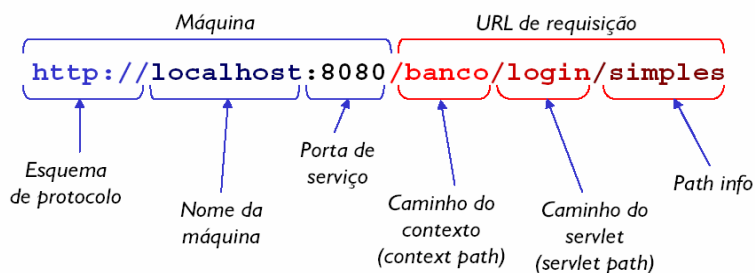 Máquina
URL de requisição
http://localhost:8080/banco/login/simples
Esquema
de protocolo
Nome da
máquina
Porta de
serviço
Caminho do
contexto
(context path)
Caminho do
servlet
(servlet path)
Path info